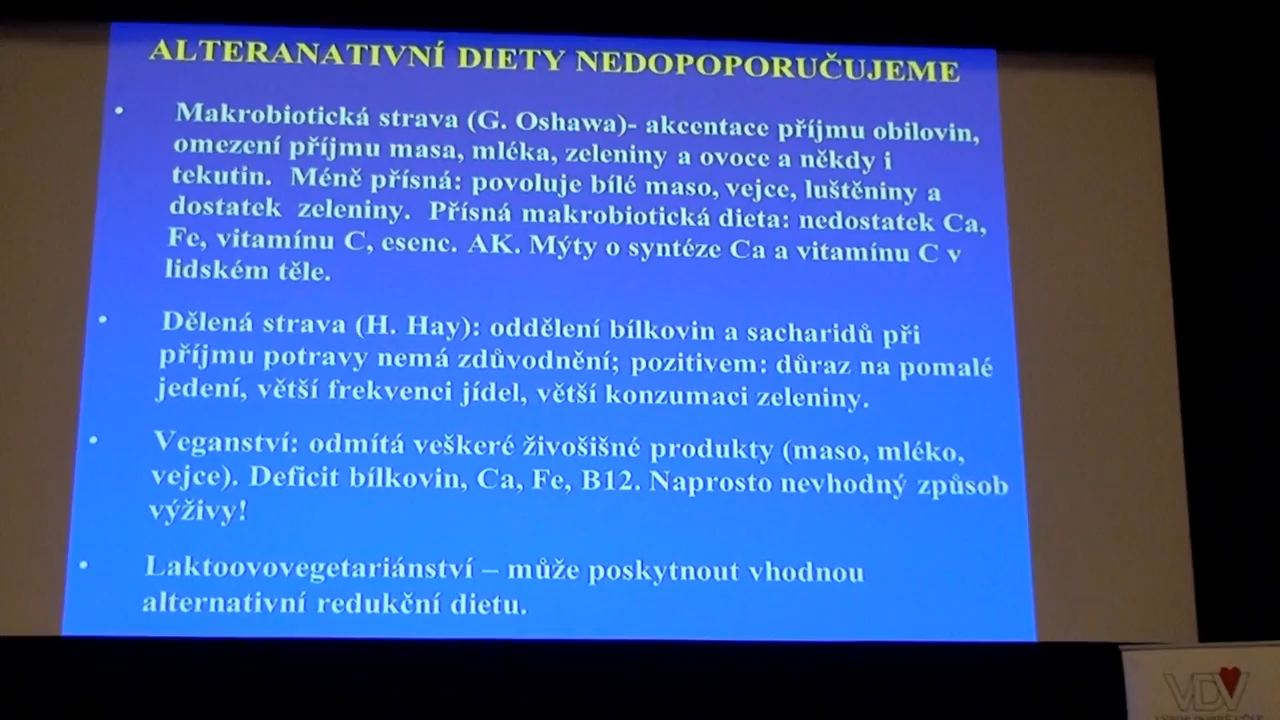 ALTERANATIVNÍ DIETY NEDOPOPORUČUJEME
• Makrobiotická strava (G. Oshawa)- akcentace příjmu obilovin,
omezení příjmu masa, mléka, zeleniny a ovoce a někdy i
tekutin. Méně přísná: povoluje bílé maso, vejce, luštěniny a
dostatek zeleniny. Přísná makrobiotická dieta: nedostatek Ca,
Fe, vitamínu C, esenc. AK. Mýty o syntéze Ca a vitamínu C v
lidském těle.
• Dělená strava (H. Hay): oddělení bílkovin a sacharidů při
příjmu potravy nemá zdůvodnění; pozitivem: důraz na pomalé
jedení, větší frekvenci jídel, větší konzumaci zeleniny.
• Veganství: odmítá veškeré živošišné produkty (maso, mléko,
vejce). Deficit bílkovin, Ca, Fe, B12. Naprosto nevhodný způsob
výživy!
• Laktoovovegetariánství – může poskytnout vhodnou
alternativní redukční dietu.
VDV